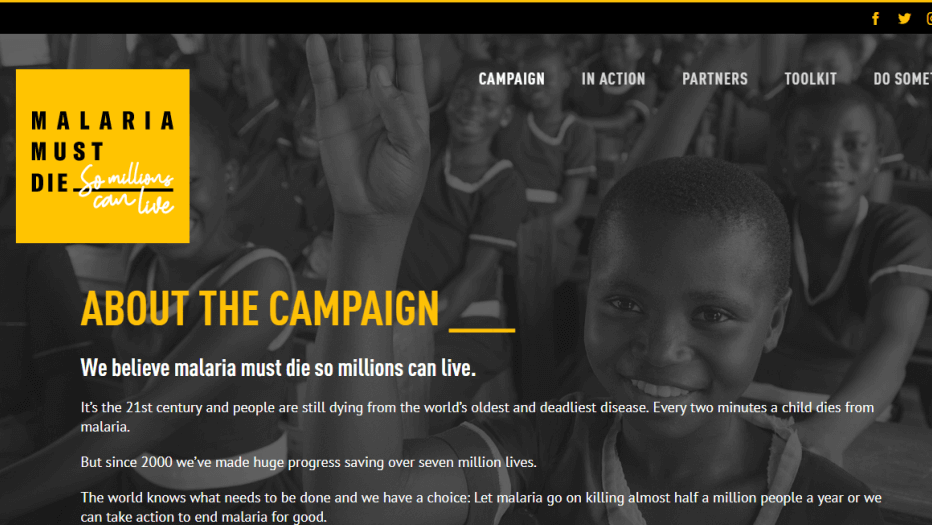 CAMPAIGN IN ACTION PARTNERS TOOLKIT DO SOME
MALARIA
MUST
DIE So millions
can live
ABOUT THE CAMPAIGN
We believe malaria must die so millions can live.
It's the 21st century and people are still dying from the world's oldest and deadliest disease. Every two minutes a child dies from
malaria.
But since 2000 we've made huge progress saving over seven million lives.
The world knows what needs to be done and we have a choice: Let malaria go on killing almost half a million people a year or we
can take action to end malaria for good.